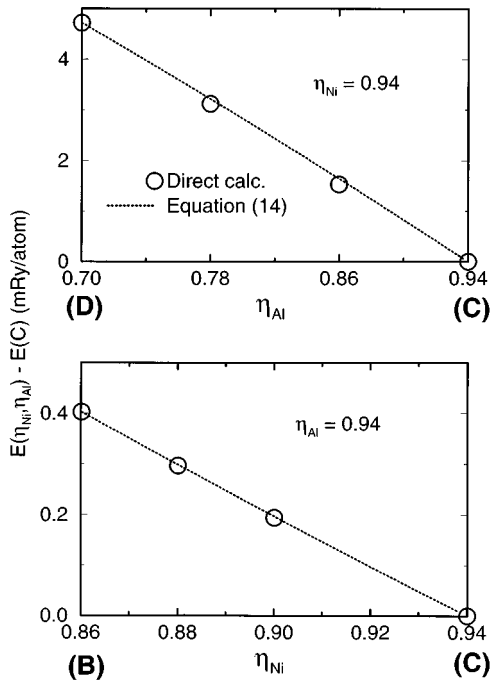 4
2
0
η_Ni = 0.94
Direct calc.
Equation (14)
0.70 0.78 0.86 0.94
(D) η_Al (C)
E(η_Ni,η_Al) - E(C) (mRy/atom)
0.4
0.2
0.0
η_Al = 0.94
0.86 0.88 0.90 0.92 0.94
(B) η_Ni (C)